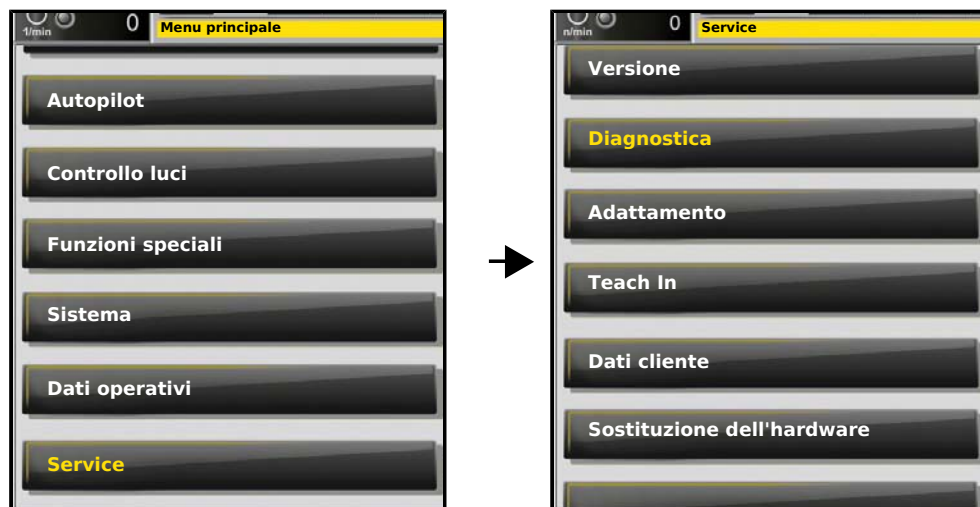 1/min
0
Menu principale
Autopilot
Controllo luci
Funzioni speciali
Sistema
Dati operativi
Service
n/min
0
Service
Versione
Diagnostica
Adattamento
Teach In
Dati cliente
Sostituzione dell'hardware